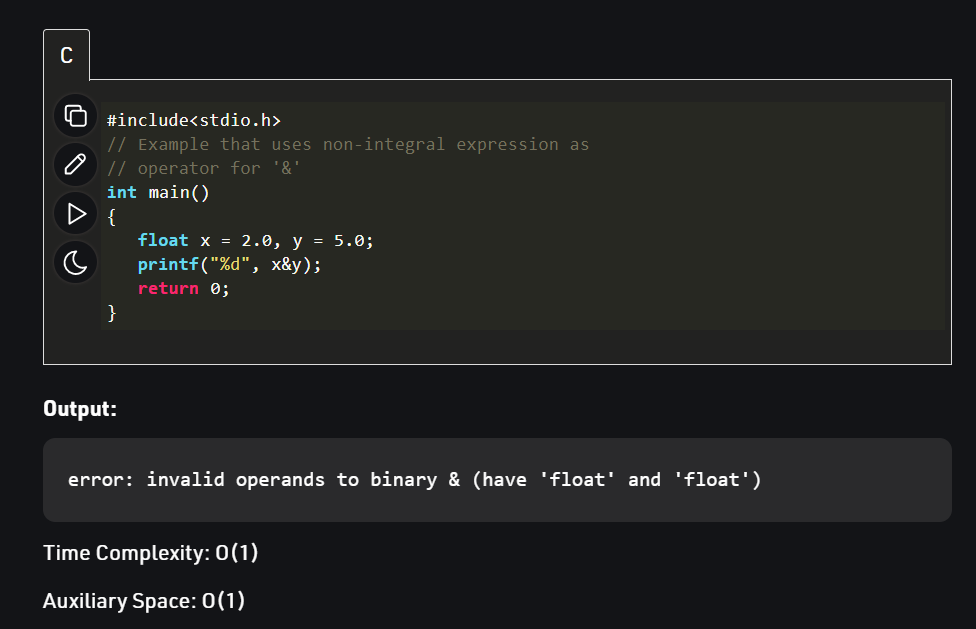 C
#include<stdio.h>
// Example that uses non-integral expression as
// operator for '&'
int main()
{
   float x = 2.0, y = 5.0;
   printf("%d", x&y);
   return 0;
}
Output:
error: invalid operands to binary & (have 'float' and 'float')
Time Complexity: O(1)
Auxiliary Space: O(1)